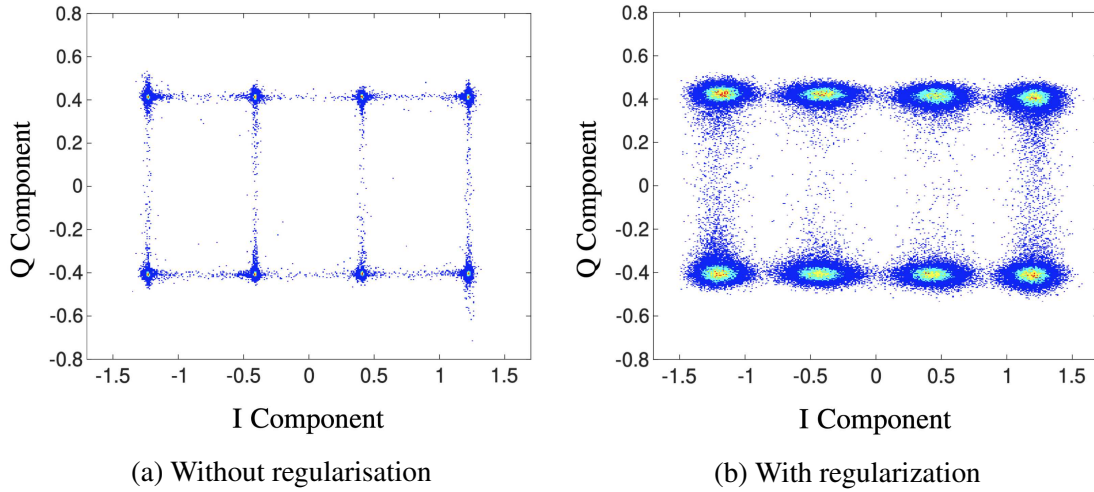 0.8
0.6
0.4
0.2
0
-0.2
-0.4
-0.6
-0.8
Q Component
-1.5 -1 -0.5 0 0.5 1 1.5
I Component
(a) Without regularisation
0.8
0.6
0.4
0.2
0
-0.2
-0.4
-0.6
-0.8
Q Component
-1.5 -1 -0.5 0 0.5 1 1.5
I Component
(b) With regularization